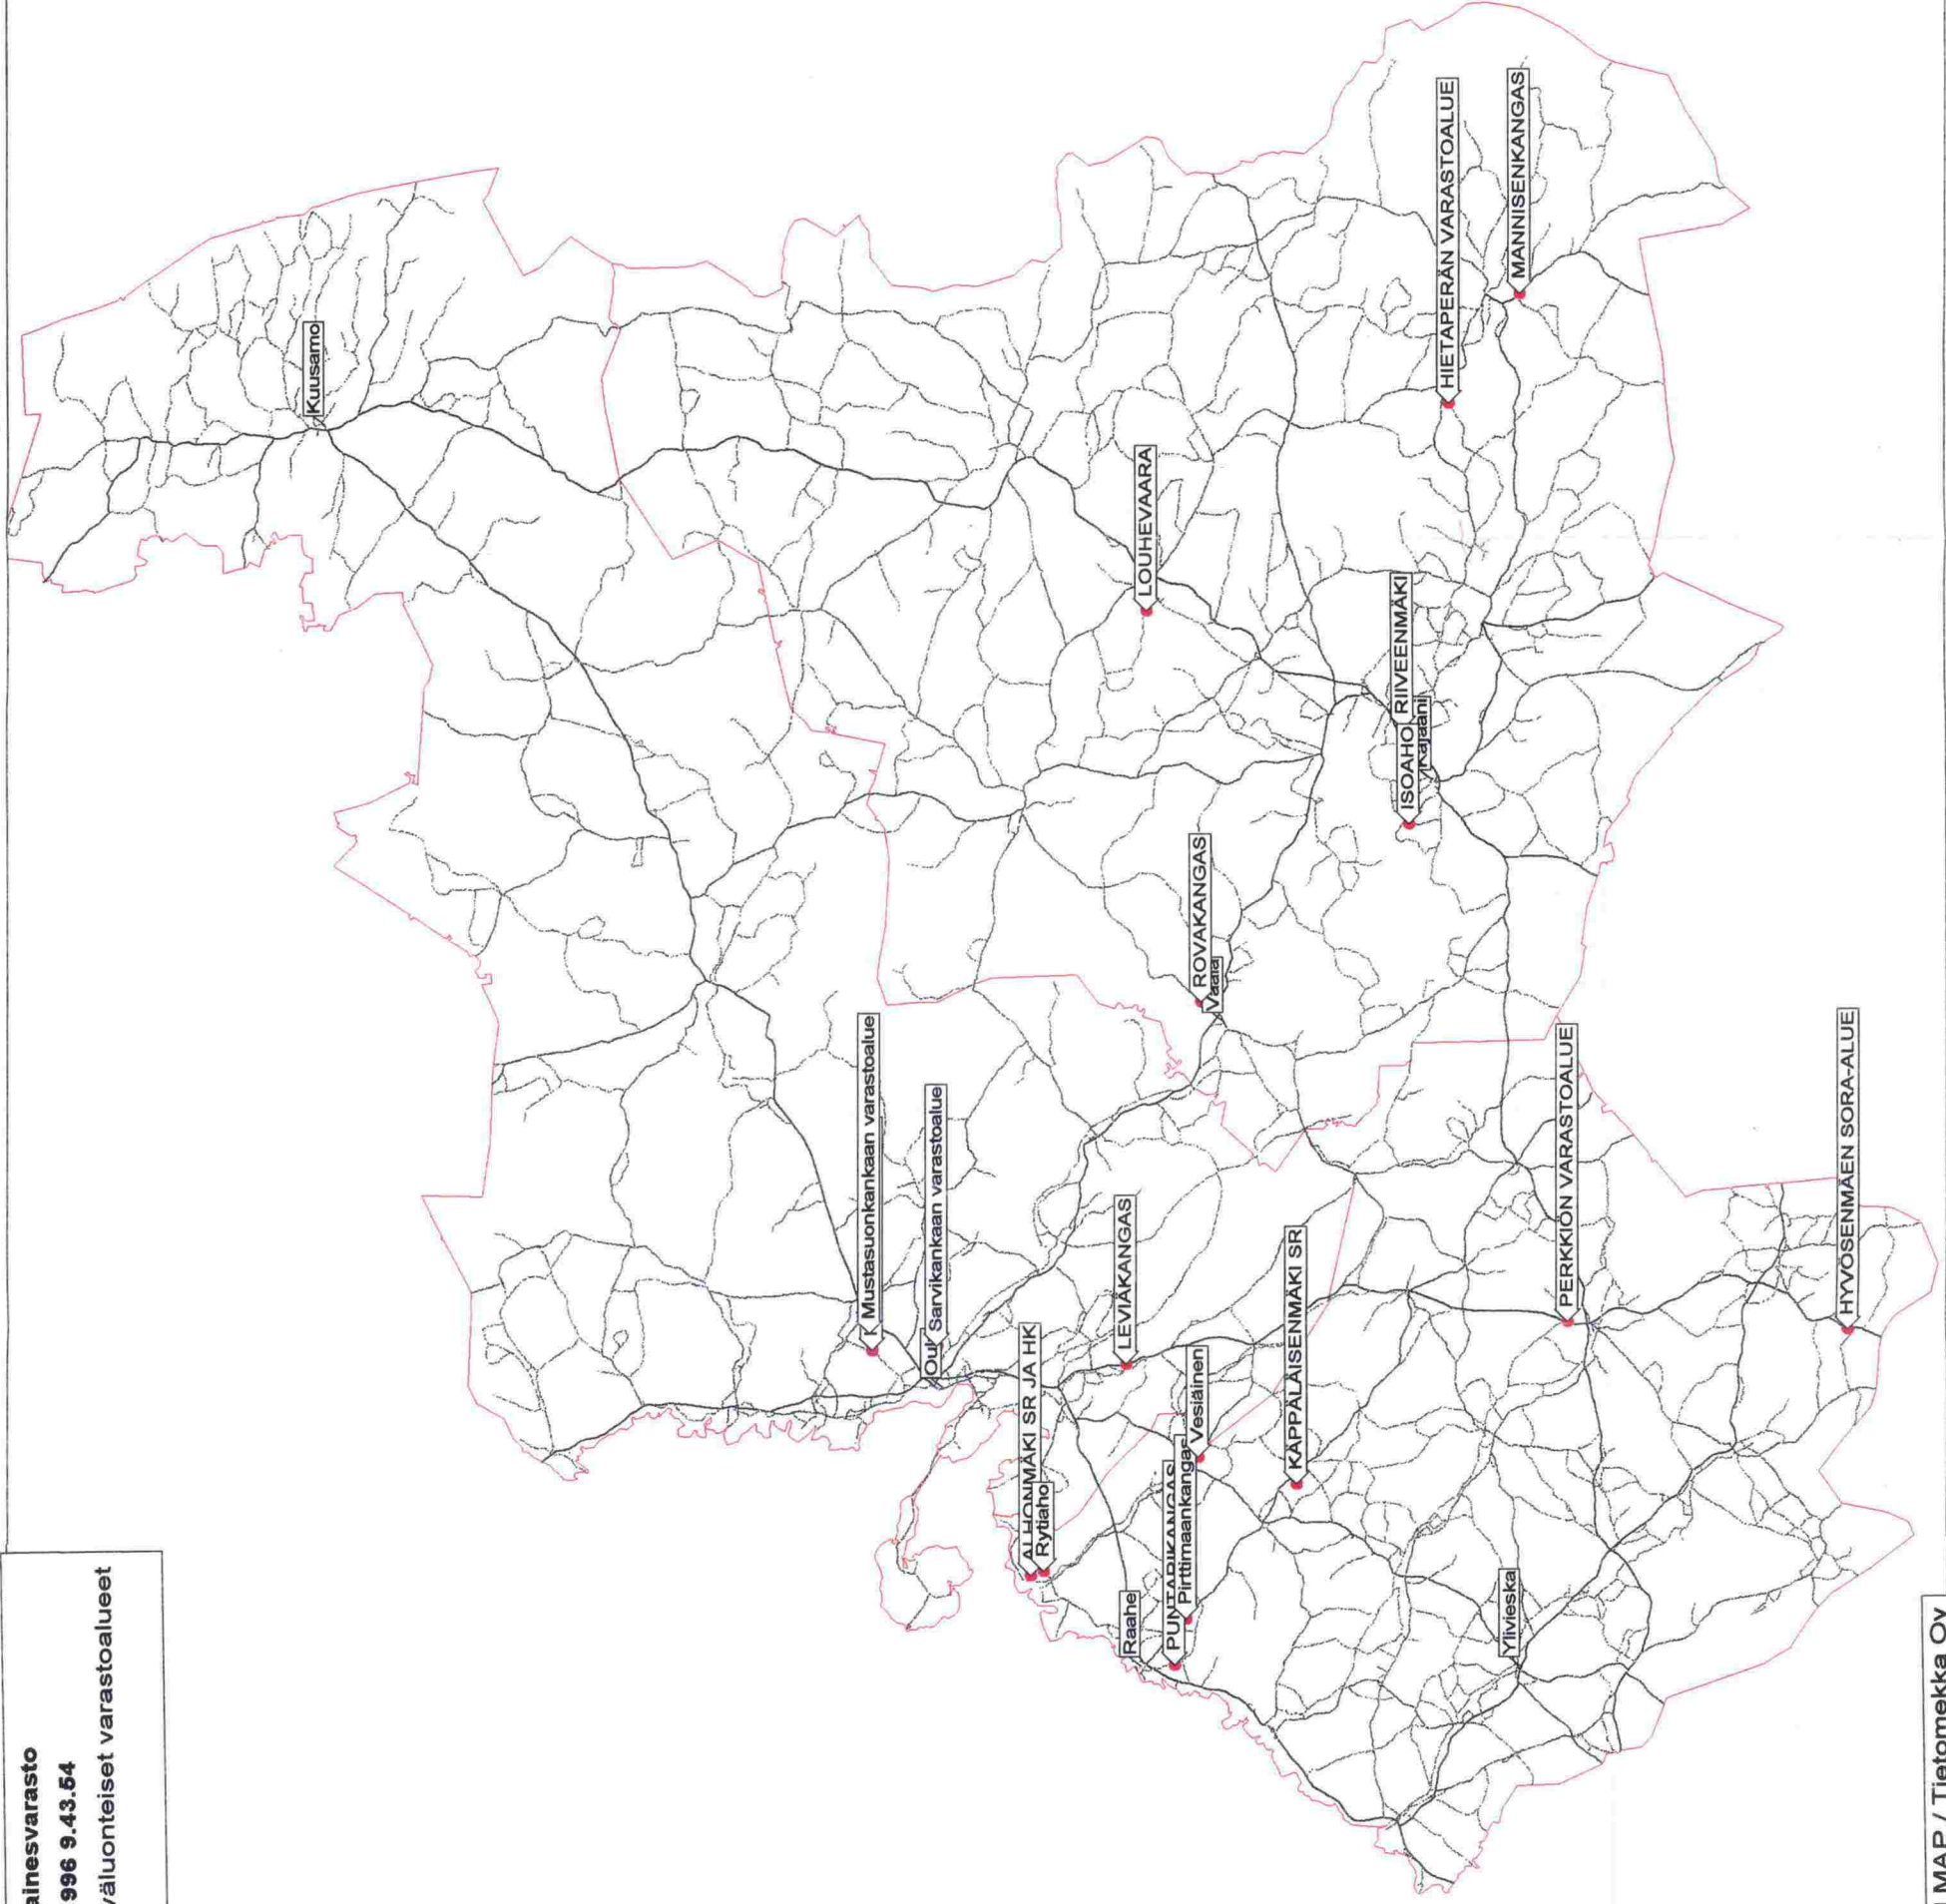 ainesvarasto
996 9.43.54
väluonteiset varastoalueet
Kuusamo
HIETAPERÄN VARASTOALUE
MANNISENKANGAS
LOUHEVAARA
RIIVEENMÄKI
ISOAHO
Kajaani
ROVAKANGAS
Vaala
Mustasuonkankaan varastoalue
Sarvikankaan varastoalue
Oul
PERKKIÖN VARASTOALUE
HYVÖSENMÄEN SORA-ALUE
LEVIÄKANGAS
KÄPPÄLÄISENMÄKI SR
Vesiäinen
ALHONMÄKI SR JA HK
Rytiaho
PUNTARIKANGAS
Pirttimaankangas
Raahe
Ylivieska
MAP / Tietomekka Oy